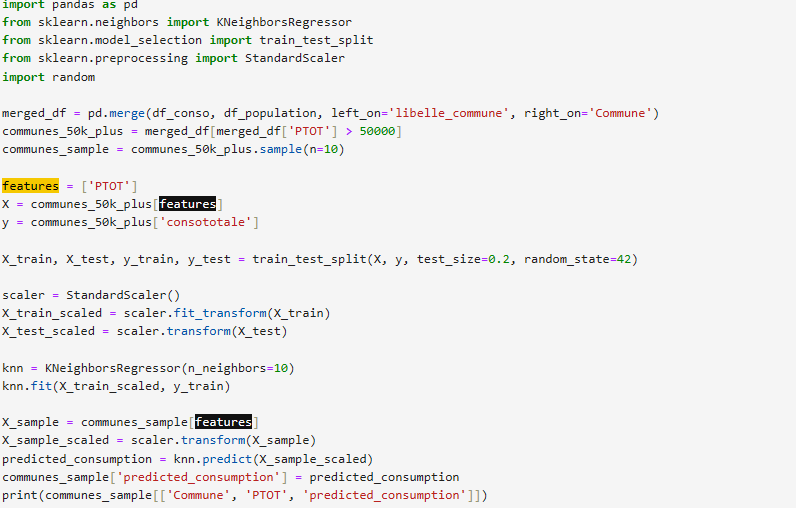 import pandas as pd
from sklearn.neighbors import KNeighborsRegressor
from sklearn.model_selection import train_test_split
from sklearn.preprocessing import StandardScaler
import random

merged_df = pd.merge(df_conso, df_population, left_on='libelle_commune', right_on='Commune')
communes_50k_plus = merged_df[merged_df['PTOT'] > 50000]
communes_sample = communes_50k_plus.sample(n=10)

features = ['PTOT']
X = communes_50k_plus[features]
y = communes_50k_plus['consototale']

X_train, X_test, y_train, y_test = train_test_split(X, y, test_size=0.2, random_state=42)

scaler = StandardScaler()
X_train_scaled = scaler.fit_transform(X_train)
X_test_scaled = scaler.transform(X_test)

knn = KNeighborsRegressor(n_neighbors=10)
knn.fit(X_train_scaled, y_train)

X_sample = communes_sample[features]
X_sample_scaled = scaler.transform(X_sample)
predicted_consumption = knn.predict(X_sample_scaled)
communes_sample['predicted_consumption'] = predicted_consumption
print(communes_sample[['Commune', 'PTOT', 'predicted_consumption']])